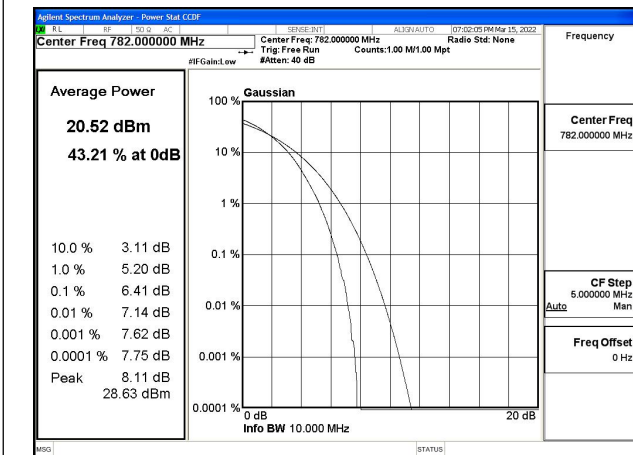 Agilent Spectrum Analyzer - Power Stat CCDF
RL RF 50 Ω AC SENSE:INT ALIGN AUTO 07:02:05 PM Mar 15, 2022
Center Freq 782.000000 MHz
Center Freq: 782.000000 MHz Radio Std: None
Trig: Free Run Counts:1.00 M/1.00 Mpt
#IFGain:Low #Atten: 40 dB
Frequency
Average Power
20.52 dBm
43.21 % at 0dB
10.0 % 3.11 dB
1.0 % 5.20 dB
0.1 % 6.41 dB
0.01 % 7.14 dB
0.001 % 7.62 dB
0.0001 % 7.75 dB
Peak 8.11 dB
28.63 dBm
Gaussian
100 %
10 %
1 %
0.1 %
0.01 %
0.001 %
0.0001 %
0 dB 20 dB
Info BW 10.000 MHz
Center Freq
782.000000 MHz
CF Step
5.000000 MHz
Auto Man
Freq Offset
0 Hz
MSG STATUS